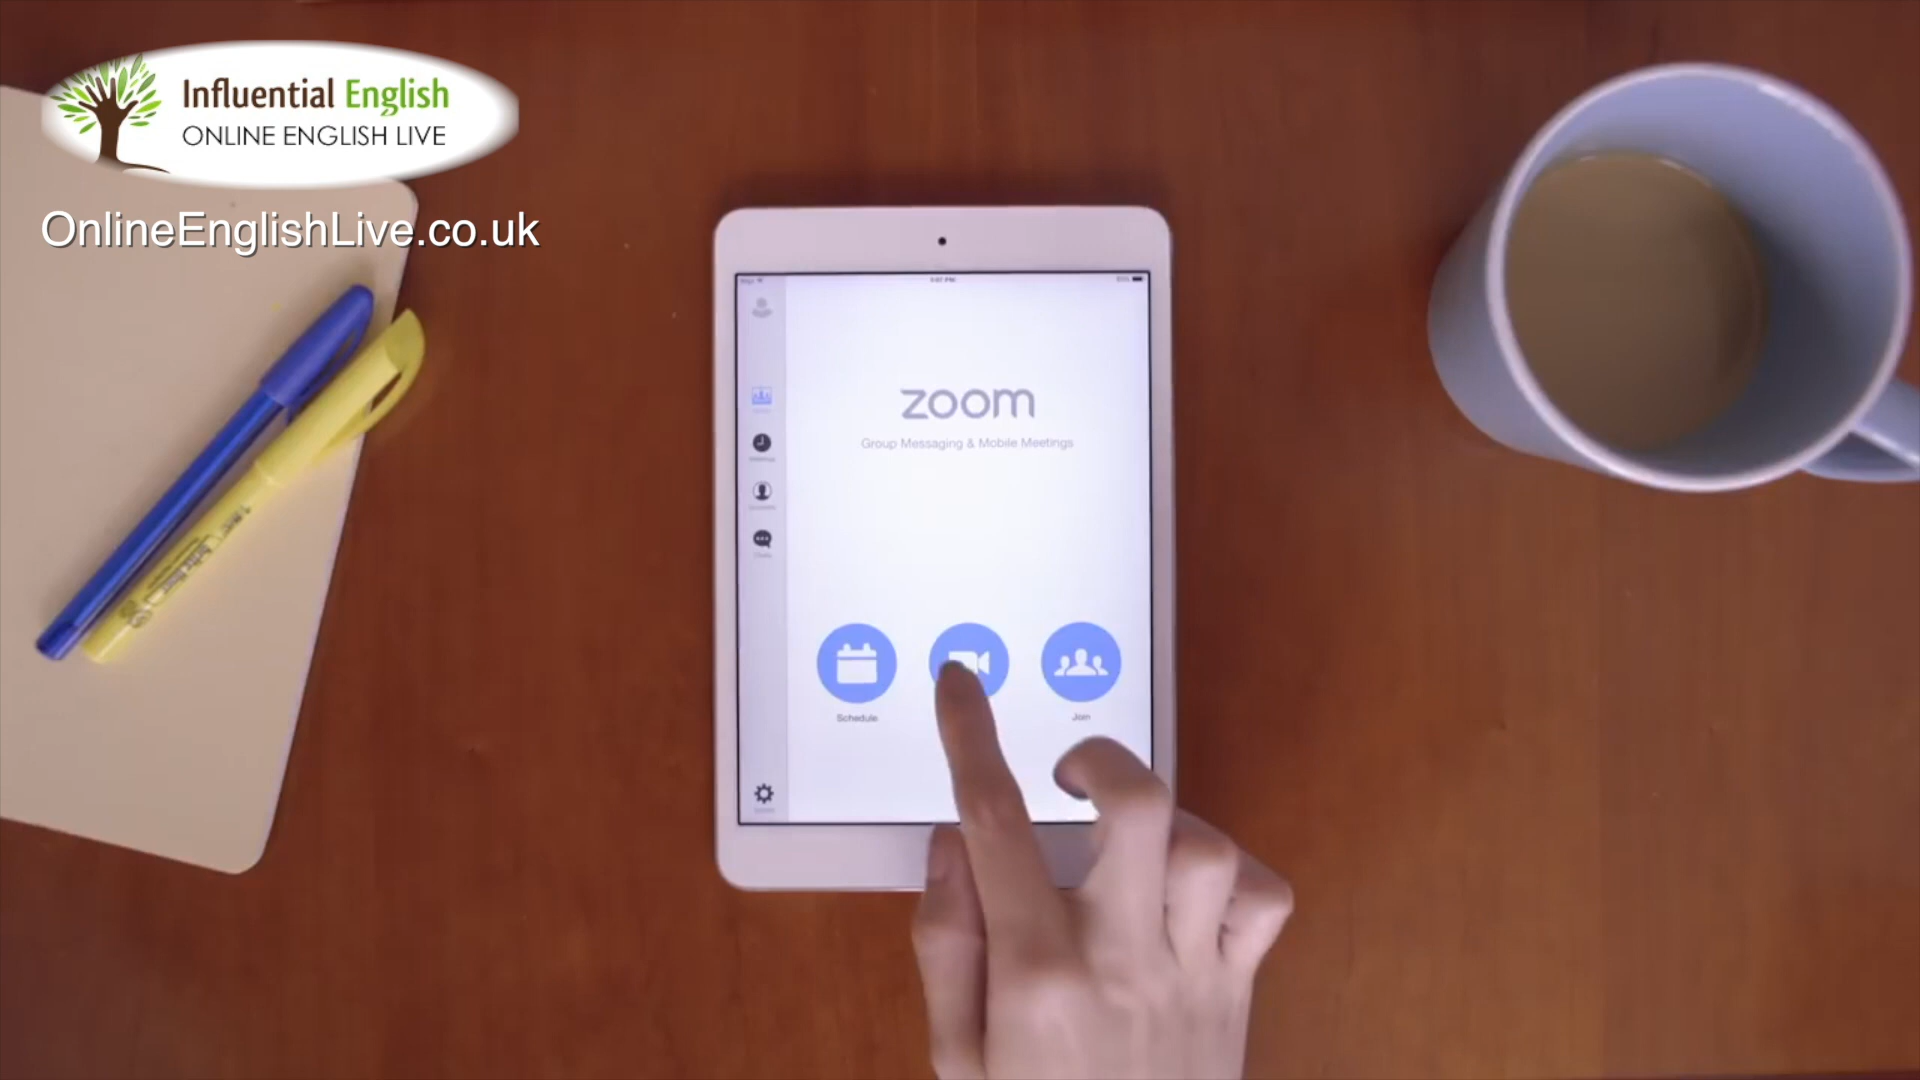 Influential English
ONLINE ENGLISH LIVE
OnlineEnglishLive.co.uk
zoom
Group Messaging & Mobile Meetings
Schedule
Join